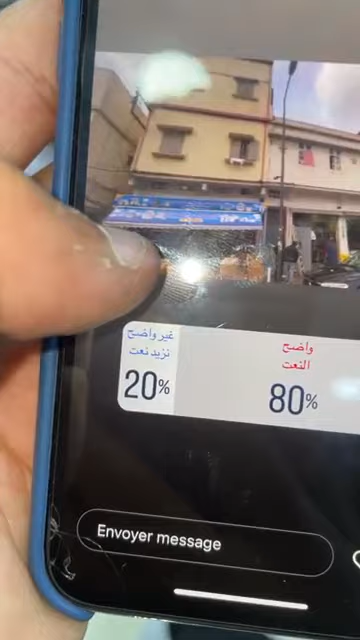 غير واضح
نزيد نعت
20%
واضح
النعت
80%
Envoyer message